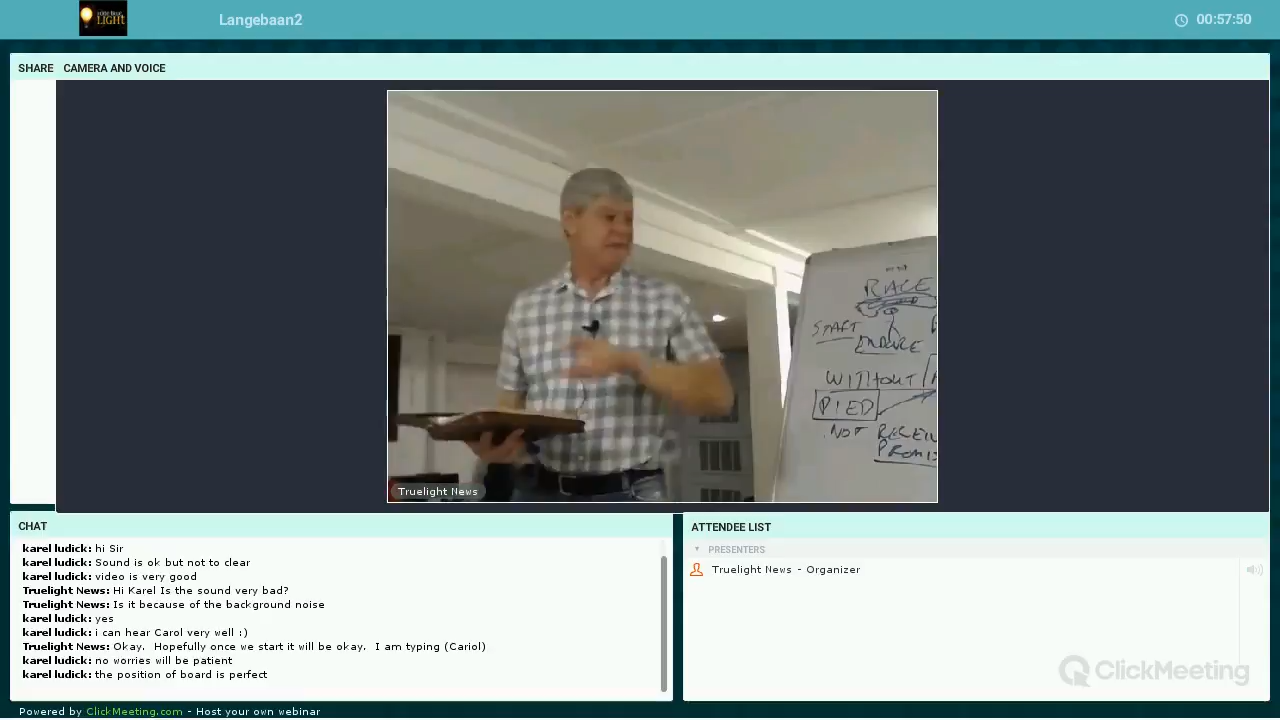 LIGHT
Langebaan2
00:57:50
SHARE CAMERA AND VOICE
RACE
START
ENDURE
WITHOUT
DIED
NOT
Truelight News
CHAT
karel ludick: hi Sir
karel ludick: Sound is ok but not to clear
karel ludick: video is very good
Truelight News: Hi Karel Is the sound very bad?
Truelight News: Is it because of the background noise
karel ludick: yes
karel ludick: i can hear Carol very well :)
Truelight News: Okay. Hopefully once we start it will be okay. I am typing (Cariol)
karel ludick: no worries will be patient
karel ludick: the position of board is perfect
ATTENDEE LIST
PRESENTERS
Truelight News - Organizer
ClickMeeting
Powered by ClickMeeting.com - Host your own webinar